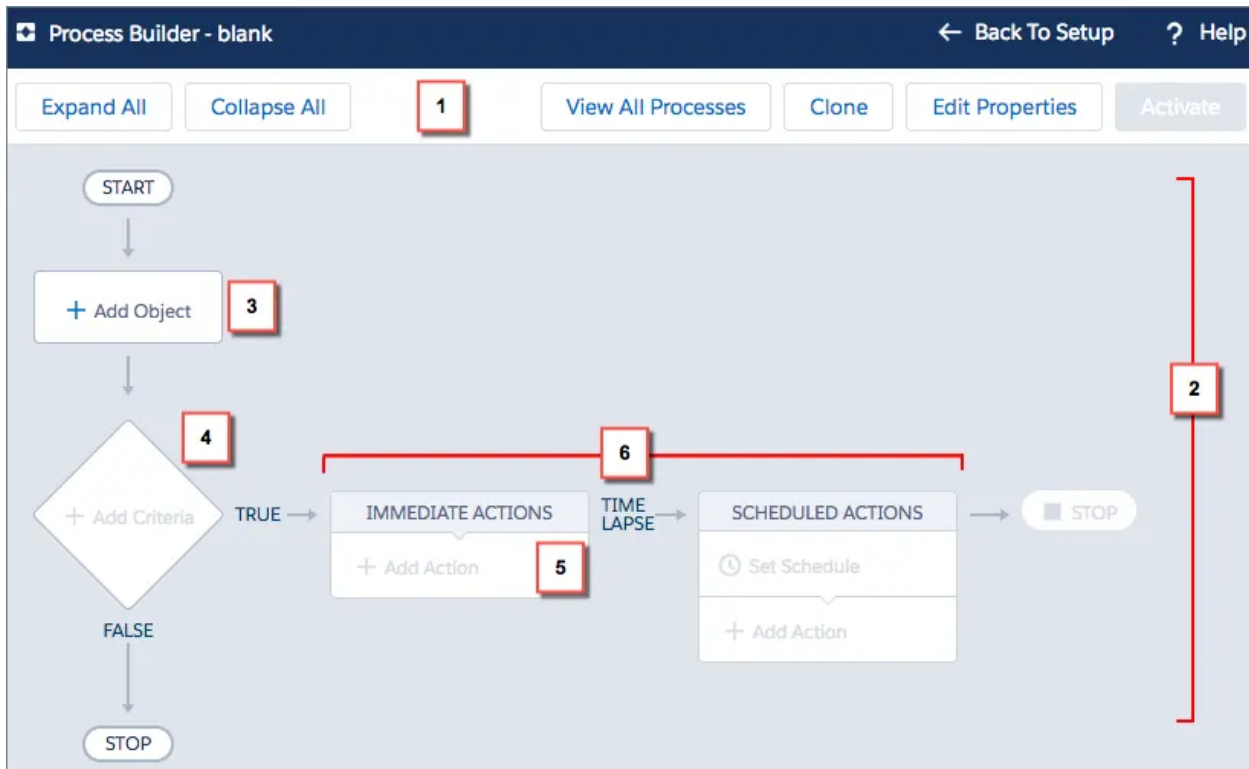 Process Builder - blank
← Back To Setup
? Help
Expand All
Collapse All
1
View All Processes
Clone
Edit Properties
Activate
START
+ Add Object
3
2
4
+ Add Criteria
TRUE
6
IMMEDIATE ACTIONS
+ Add Action
5
TIME
LAPSE
SCHEDULED ACTIONS
Set Schedule
+ Add Action
STOP
FALSE
STOP